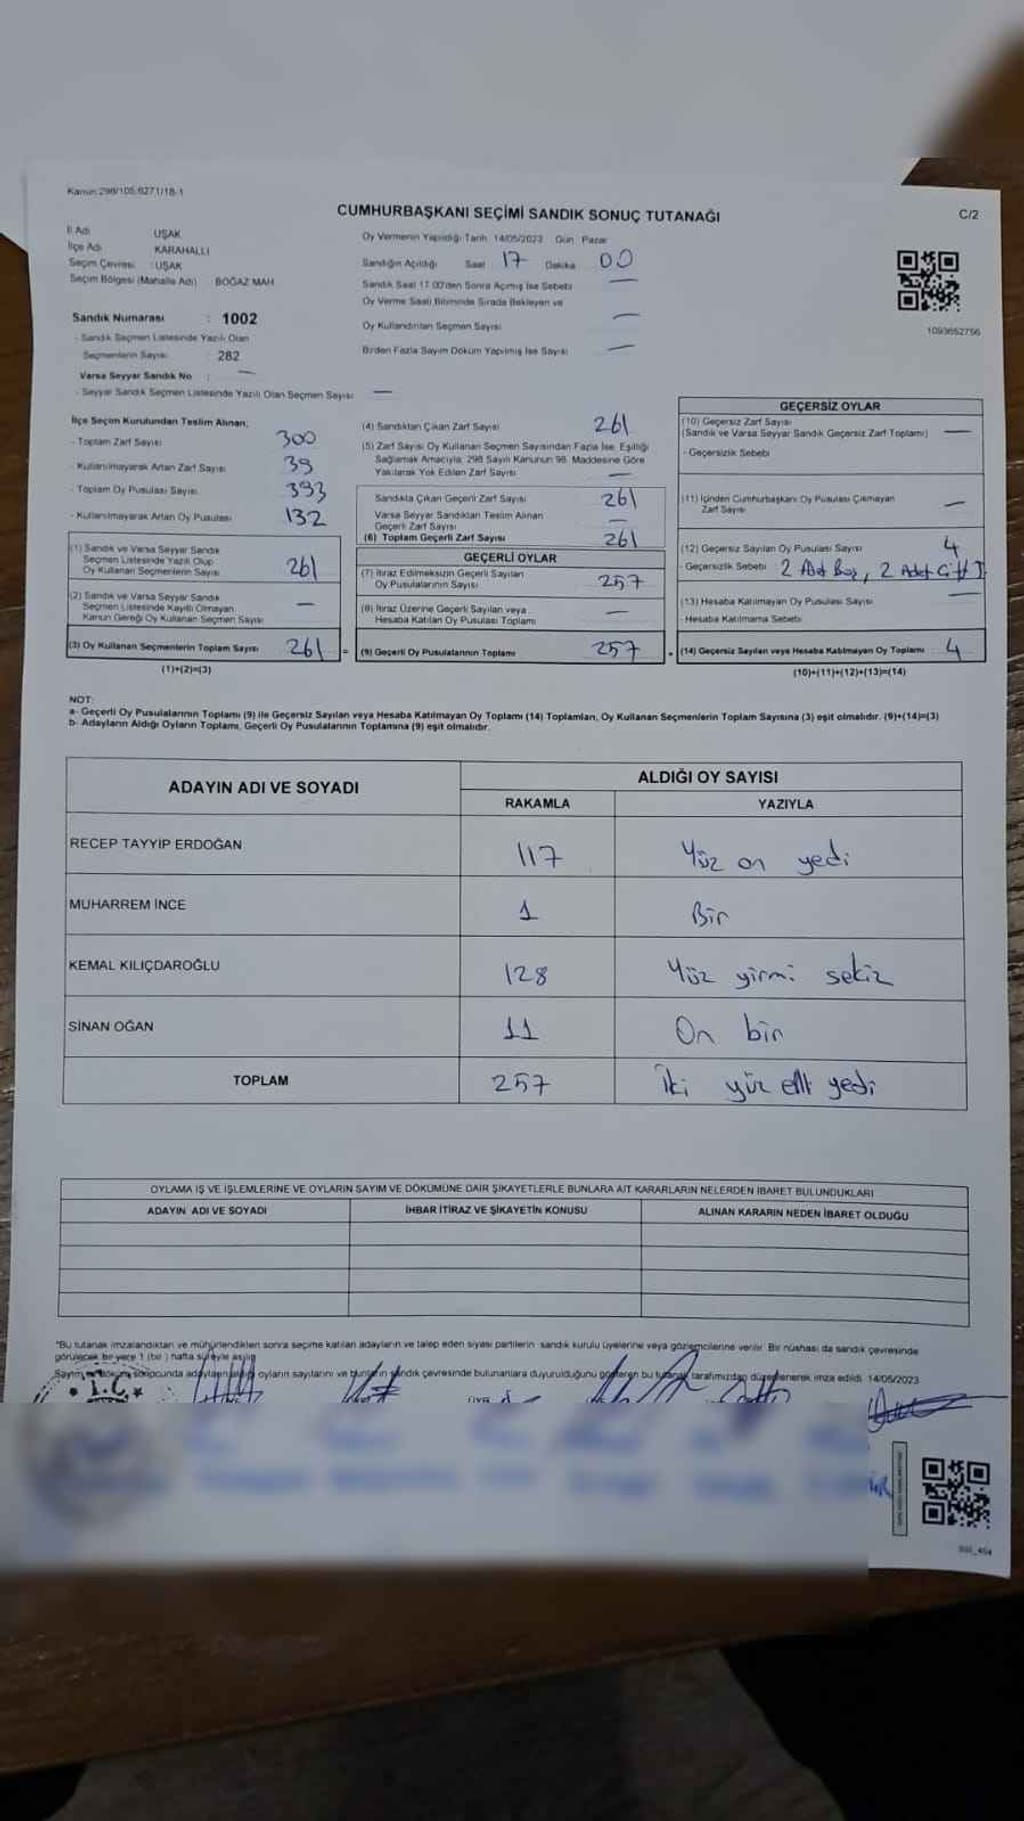 Kanun:298/105,6271/18-1
CUMHURBAŞKANI SEÇİMİ SANDIK SONUÇ TUTANAĞI
C/2
İl Adı UŞAK
İlçe Adı KARAHALLI
Seçim Çevresi : UŞAK
Seçim Bölgesi (Mahalle Adı) BOĞAZ MAH
Sandık Numarası : 1002
- Sandık Seçmen Listesinde Yazılı Olan
Seçmenlerin Sayısı : 282
Varsa Seyyar Sandık No : —
- Seyyar Sandık Seçmen Listesinde Yazılı Olan Seçmen Sayısı —
Oy Vermenin Yapıldığı Tarih 14/05/2023 Gün Pazar
Sandığın Açıldığı Saat 17 Dakika 00
Sandık Saat 17.00'den Sonra Açılmış İse Sebebi —
Oy Verme Saati Bitiminde Sırada Bekleyen ve
Oy Kullandırılan Seçmen Sayısı —
Birden Fazla Sayım Döküm Yapılmış İse Sayısı —
1093652756
İlçe Seçim Kurulundan Teslim Alınan;
- Toplam Zarf Sayısı 300
- Kullanılmayarak Artan Zarf Sayısı 39
- Toplam Oy Pusulası Sayısı 393
- Kullanılmayarak Artan Oy Pusulası 132
(1) Sandık ve Varsa Seyyar Sandık
Seçmen Listesinde Yazılı Olup
Oy Kullanan Seçmenlerin Sayısı 261
(2) Sandık ve Varsa Seyyar Sandık
Seçmen Listesinde Kayıtlı Olmayan
Kanun Gereği Oy Kullanan Seçmen Sayısı —
(3) Oy Kullanan Seçmenlerin Toplam Sayısı 261 =
(1)+(2)=(3)
(4) Sandıktan Çıkan Zarf Sayısı 261
(5) Zarf Sayısı Oy Kullanan Seçmen Sayısından Fazla İse, Eşitliği
Sağlamak Amacıyla, 298 Sayılı Kanunun 98. Maddesine Göre
Yakılarak Yok Edilen Zarf Sayısı —
Sandıkta Çıkan Geçerli Zarf Sayısı 261
Varsa Seyyar Sandıktan Teslim Alınan
Geçerli Zarf Sayısı —
(6) Toplam Geçerli Zarf Sayısı 261
GEÇERLİ OYLAR
(7) İtiraz Edilmeksizin Geçerli Sayılan
Oy Pusulalarının Sayısı 257
(8) İtiraz Üzerine Geçerli Sayılan veya
Hesaba Katılan Oy Pusulası Toplamı —
(9) Geçerli Oy Pusulalarının Toplamı 257 +
GEÇERSİZ OYLAR
(10) Geçersiz Zarf Sayısı
(Sandık ve Varsa Seyyar Sandık Geçersiz Zarf Toplamı) —
- Geçersizlik Sebebi
(11) İçinden Cumhurbaşkanı Oy Pusulası Çıkmayan
Zarf Sayısı —
(12) Geçersiz Sayılan Oy Pusulası Sayısı 4
- Geçersizlik Sebebi 2 Adet Boş, 2 Adet Çift
(13) Hesaba Katılmayan Oy Pusulası Sayısı —
- Hesaba Katılmama Sebebi
(14) Geçersiz Sayılan veya Hesaba Katılmayan Oy Toplamı 4
(10)+(11)+(12)+(13)=(14)
NOT:
a- Geçerli Oy Pusulalarının Toplamı (9) ile Geçersiz Sayılan veya Hesaba Katılmayan Oy Toplamı (14) Toplamları, Oy Kullanan Seçmenlerin Toplam Sayısına (3) eşit olmalıdır. (9)+(14)=(3)
b- Adayların Aldığı Oyların Toplamı, Geçerli Oy Pusulalarının Toplamına (9) eşit olmalıdır.
ADAYIN ADI VE SOYADI ALDIĞI OY SAYISI
RAKAMLA YAZIYLA
RECEP TAYYİP ERDOĞAN 117 Yüz on yedi
MUHARREM İNCE 1 Bir
KEMAL KILIÇDAROĞLU 128 Yüz yirmi sekiz
SİNAN OĞAN 11 On bir
TOPLAM 257 İki yüz elli yedi
OYLAMA İŞ VE İŞLEMLERİNE VE OYLARIN SAYIM VE DÖKÜMÜNE DAİR ŞİKAYETLERLE BUNLARA AİT KARARLARIN NELERDEN İBARET BULUNDUKLARI
ADAYIN ADI VE SOYADI İHBAR İTİRAZ VE ŞİKAYETİN KONUSU ALINAN KARARIN NEDEN İBARET OLDUĞU
*Bu tutanak imzalandıktan ve mühürlendikten sonra seçime katılan adayların ve talep eden siyasi partilerin sandık kurulu üyelerine veya gözlemcilerine verilir. Bir nüshası da sandık çevresinde
görülecek bir yere 1 (bir) hafta süreyle asılır.
Sayım ve döküm sonucunda adayların aldığı oyların sayılarını ve bunların sandık çevresinde bulunanlara duyurulduğunu gösteren bu tutanak tarafımızdan düzenlenerek imza edildi. 14/05/2023
T.C.
ÜYE